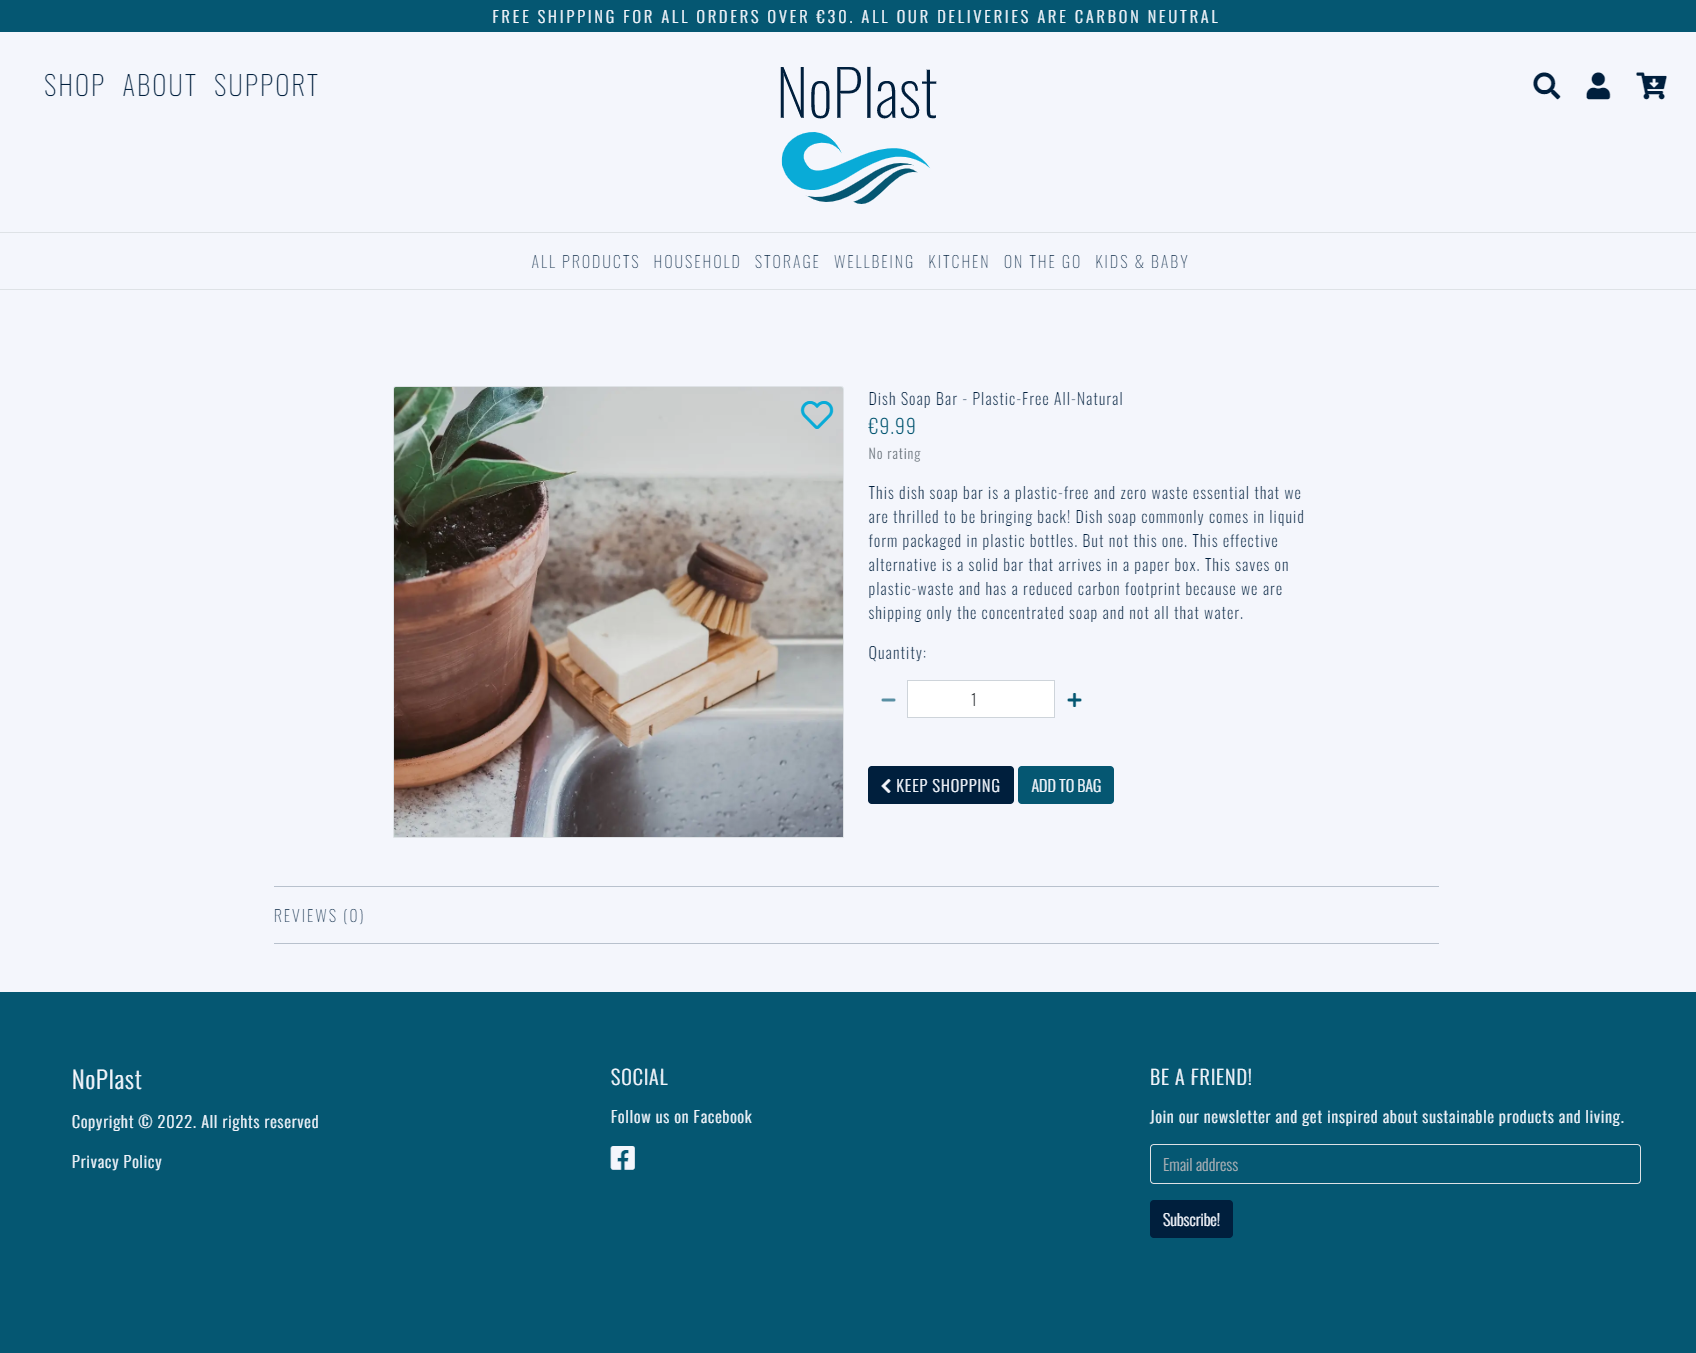 FREE SHIPPING FOR ALL ORDERS OVER €30. ALL OUR DELIVERIES ARE CARBON NEUTRAL
SHOP ABOUT SUPPORT
NoPlast
ALL PRODUCTS HOUSEHOLD STORAGE WELLBEING KITCHEN ON THE GO KIDS & BABY
Dish Soap Bar - Plastic-Free All-Natural
€9.99
No rating
This dish soap bar is a plastic-free and zero waste essential that we
are thrilled to be bringing back! Dish soap commonly comes in liquid
form packaged in plastic bottles. But not this one. This effective
alternative is a solid bar that arrives in a paper box. This saves on
plastic-waste and has a reduced carbon footprint because we are
shipping only the concentrated soap and not all that water.
Quantity:
1
KEEP SHOPPING ADD TO BAG
REVIEWS (0)
NoPlast
Copyright © 2022. All rights reserved
Privacy Policy
SOCIAL
Follow us on Facebook
BE A FRIEND!
Join our newsletter and get inspired about sustainable products and living.
Email address
Subscribe!